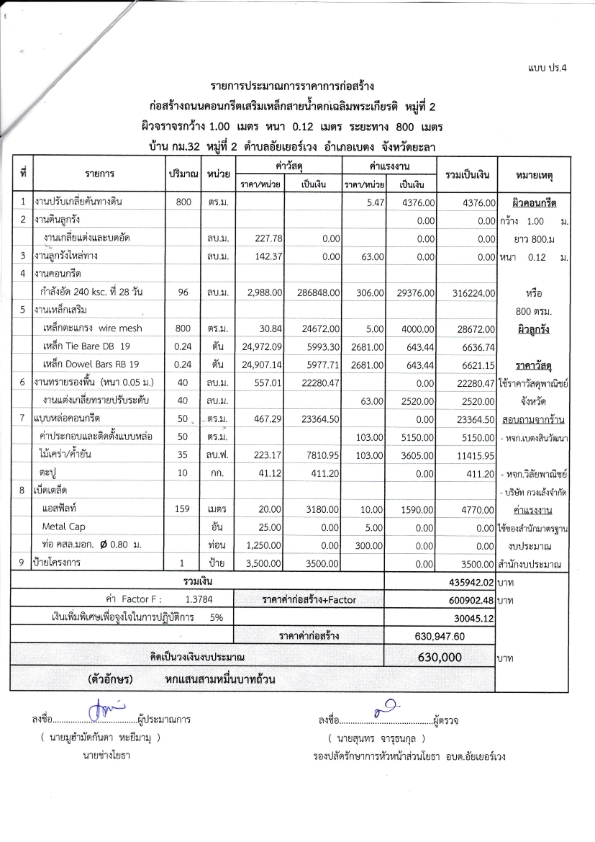 แบบ ปร.4
รายการประมาณการราคาการก่อสร้าง
ก่อสร้างถนนคอนกรีตเสริมเหล็กสายน้ำตกเฉลิมพระเกียรติ หมู่ที่ 2
ผิวจราจรกว้าง 1.00 เมตร หนา 0.12 เมตร ระยะทาง 800 เมตร
บ้าน กม.32 หมู่ที่ 2 ตำบลอัยเยอร์เวง อำเภอเบตง จังหวัดยะลา
ที่ รายการ ปริมาณ หน่วย ค่าวัสดุ ค่าแรงงาน รวมเป็นเงิน หมายเหตุ
ราคา/หน่วย เป็นเงิน ราคา/หน่วย เป็นเงิน
1 งานปรับเกลี่ยคันทางดิน 800 ตร.ม. 5.47 4376.00 4376.00 ผิวคอนกรีต
2 งานดินลูกรัง 0.00 0.00 กว้าง 1.00 ม.
งานเกลี่ยแต่งและบดอัด ลบ.ม. 227.78 0.00 0.00 0.00 ยาว 800.ม
3 งานลูกรังไหล่ทาง ลบ.ม. 142.37 0.00 63.00 0.00 0.00 หนา 0.12 ม.
4 งานคอนกรีต
กำลังอัด 240 ksc. ที่ 28 วัน 96 ลบ.ม. 2,988.00 286848.00 306.00 29376.00 316224.00 หรือ
5 งานเหล็กเสริม 800 ตรม.
เหล็กตะแกรง wire mesh 800 ตร.ม. 30.84 24672.00 5.00 4000.00 28672.00 ผิวลูกรัง
เหล็ก Tie Bare DB 19 0.24 ตัน 24,972.09 5993.30 2681.00 643.44 6636.74
เหล็ก Dowel Bars RB 19 0.24 ตัน 24,907.14 5977.71 2681.00 643.44 6621.15 ราคาวัสดุ
6 งานทรายรองพื้น (หนา 0.05 ม.) 40 ลบ.ม. 557.01 22280.47 0.00 22280.47 ใช้ราคาวัสดุพาณิชย์
งานแต่งเกลี่ยทรายปรับระดับ 40 ลบ.ม. 63.00 2520.00 2520.00 จังหวัด
7 แบบหล่อคอนกรีต 50 ตร.ม. 467.29 23364.50 0.00 23364.50 สอบถามจากร้าน
ค่าประกอบและติดตั้งแบบหล่อ 50 ตร.ม. 103.00 5150.00 5150.00 - หจก.เบตงสินวัฒนา
ไม้เคร่า/ค้ำยัน 35 ลบ.ฟ. 223.17 7810.95 103.00 3605.00 11415.95
ตะปู 10 กก. 41.12 411.20 0.00 411.20 - หจก.วิลัยพาณิชย์
8 เบ็ดเตล็ด - บริษัท กวงเล้งจำกัด
แอสฟัลท์ 159 เมตร 20.00 3180.00 10.00 1590.00 4770.00 ค่าแรงงาน
Metal Cap อัน 25.00 0.00 5.00 0.00 0.00 ใช้ของสำนักมาตรฐาน
ท่อ คสล.มอก. Ø 0.80 ม. ท่อน 1,250.00 0.00 300.00 0.00 0.00 งบประมาณ
9 ป้ายโครงการ 1 ป้าย 3,500.00 3500.00 0.00 3500.00 สำนักงบประมาณ
รวมเงิน 435942.02 บาท
ค่า Factor F : 1.3784 ราคาค่าก่อสร้าง+Factor 600902.48 บาท
เงินเพิ่มพิเศษเพื่อจูงใจในการปฏิบัติการ 5% 30045.12
ราคาค่าก่อสร้าง 630,947.60
คิดเป็นวงเงินงบประมาณ 630,000 บาท
(ตัวอักษร) หกแสนสามหมื่นบาทถ้วน
ลงชื่อ..............................ผู้ประมาณการ ลงชื่อ..............................ผู้ตรวจ
( นายมูฮำมัดกันดา หะยีมามุ ) ( นายสุนทร จารุธนกุล )
นายช่างโยธา รองปลัดรักษาการหัวหน้าส่วนโยธา อบต.อัยเยอร์เวง